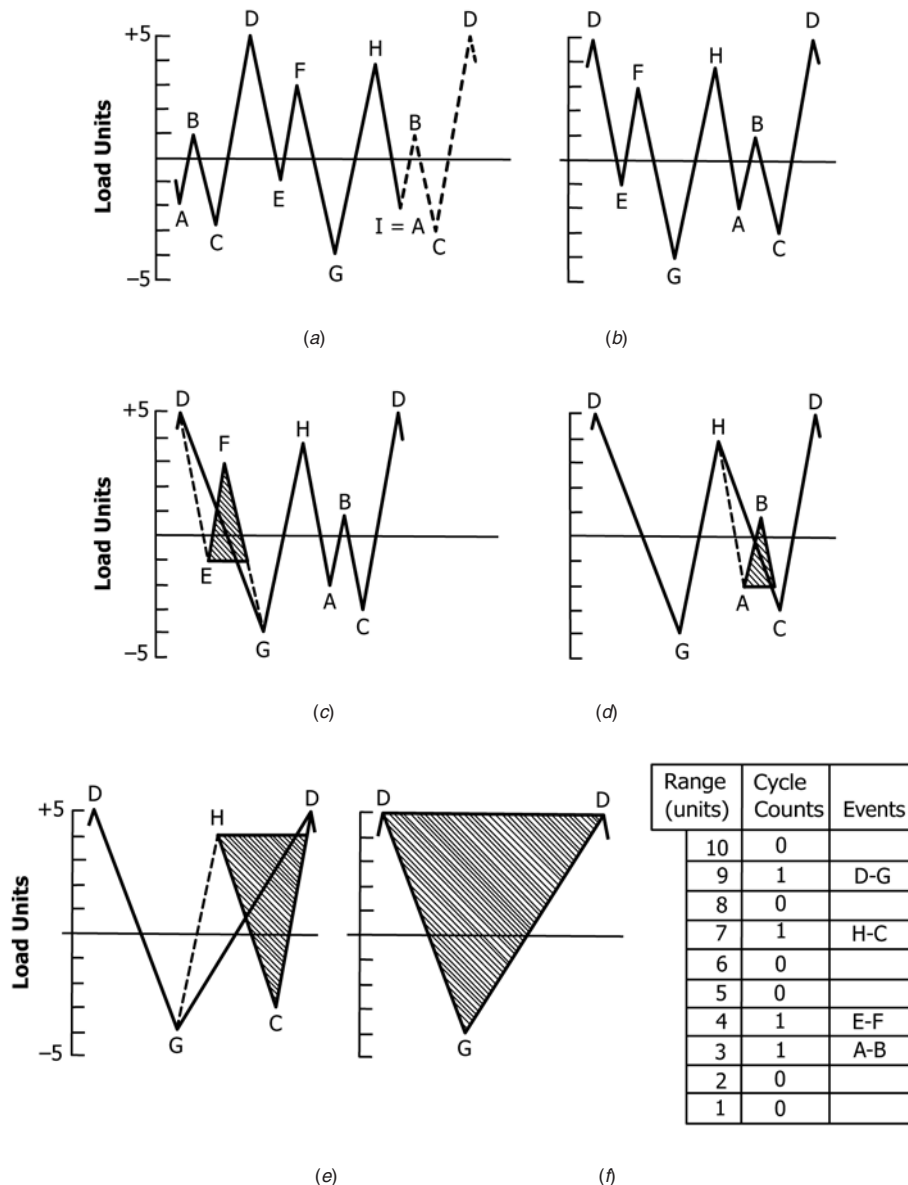 D
D
+5
H
F
B
B
Load Units
E
A
I = A
C
C
G
−5
(a)
D
D
H
F
B
E
A
C
G
(b)
D
D
+5
F
H
B
Load Units
E
A
C
G
−5
(c)
D
D
H
B
A
C
G
(d)
D
D
+5
H
Load Units
C
G
−5
(e)
D
D
G
(f)
Range (units) Cycle Counts Events
10 0
9 1 D-G
8 0
7 1 H-C
6 0
5 0
4 1 E-F
3 1 A-B
2 0
1 0